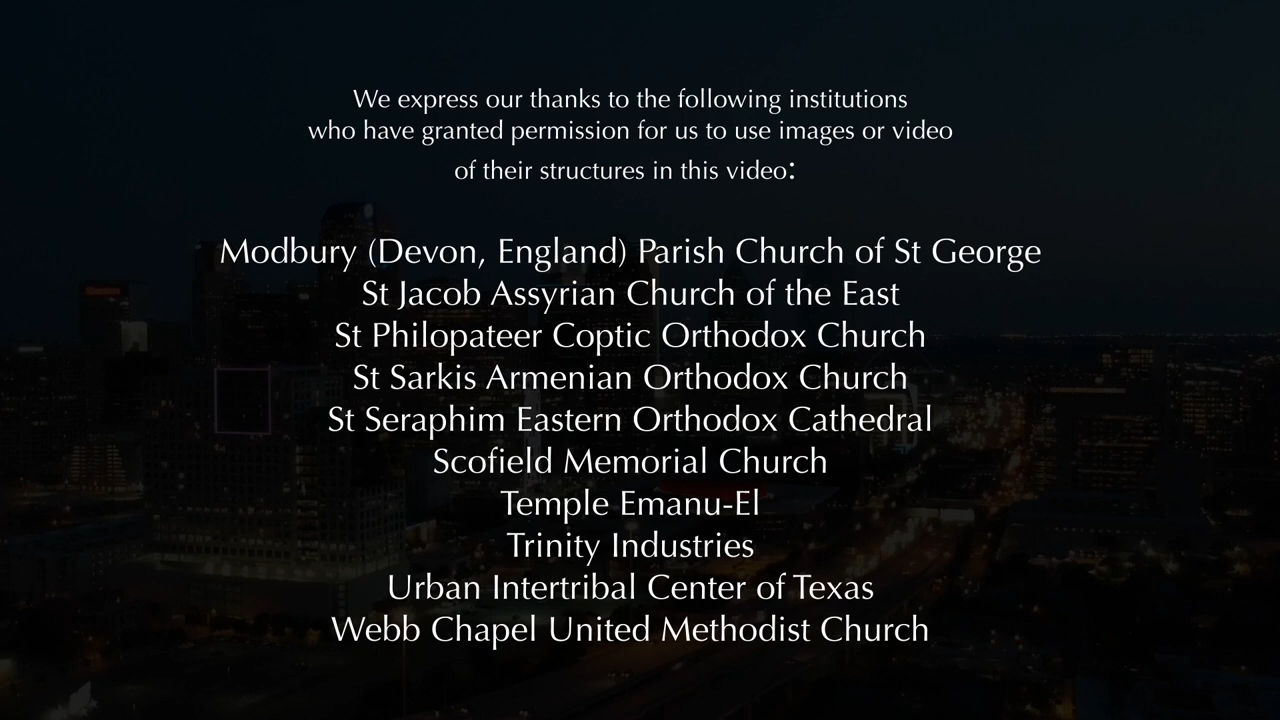 We express our thanks to the following institutions
who have granted permission for us to use images or video
of their structures in this video:
Modbury (Devon, England) Parish Church of St George
St Jacob Assyrian Church of the East
St Philopateer Coptic Orthodox Church
St Sarkis Armenian Orthodox Church
St Seraphim Eastern Orthodox Cathedral
Scofield Memorial Church
Temple Emanu-El
Trinity Industries
Urban Intertribal Center of Texas
Webb Chapel United Methodist Church